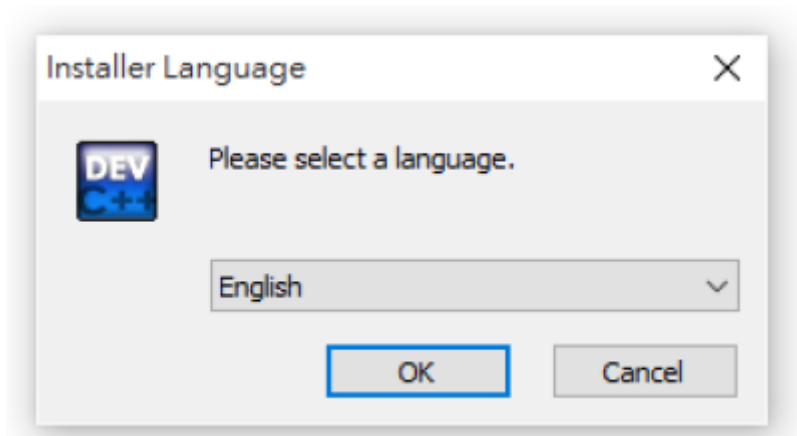 Installer Language
DEV
C++
Please select a language.
English
OK
Cancel